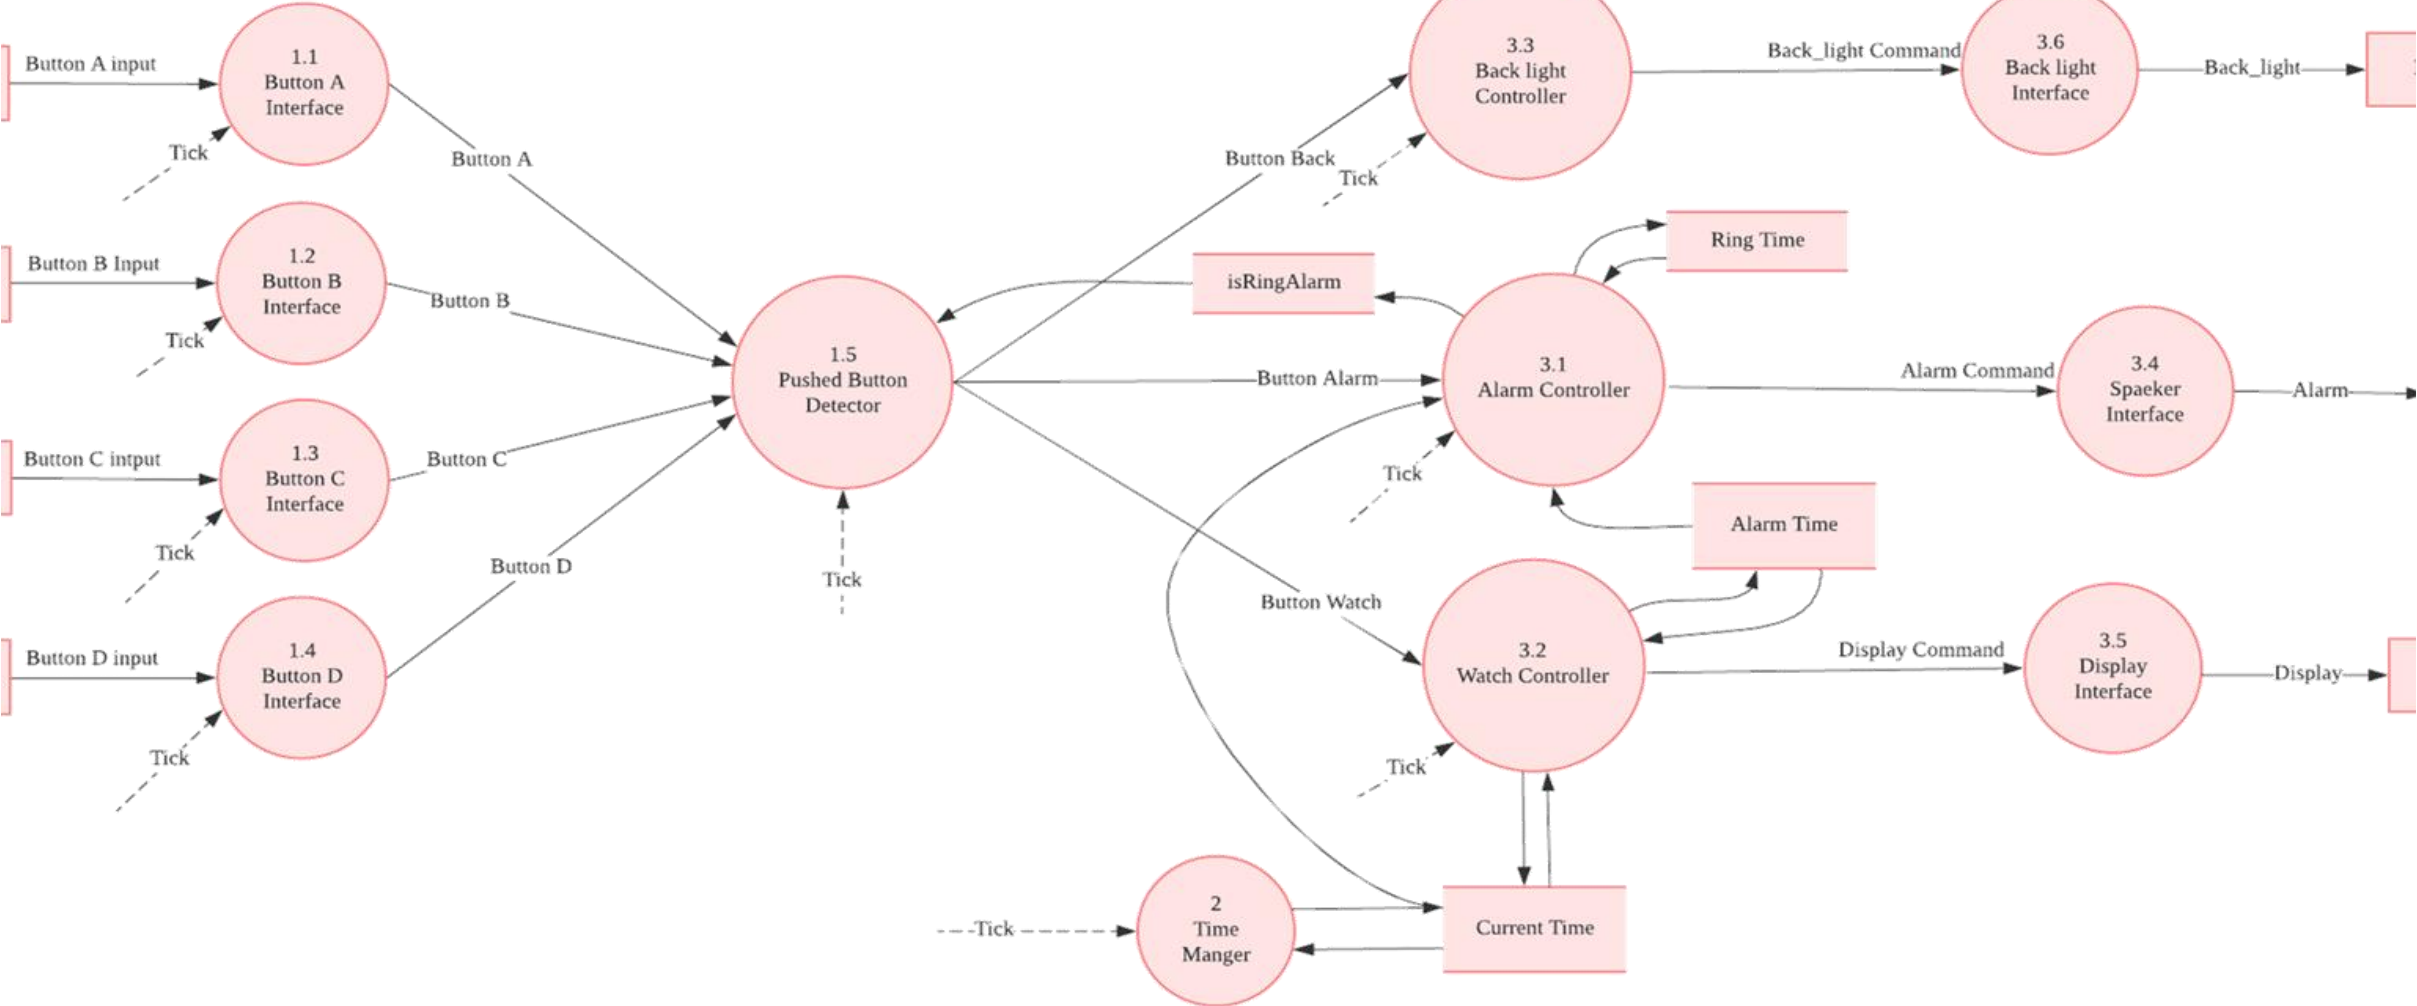 Button A input
1.1
Button A
Interface
Tick
Button A
Button B Input
1.2
Button B
Interface
Tick
Button B
Button C intput
1.3
Button C
Interface
Tick
Button C
Button D input
1.4
Button D
Interface
Tick
Button D
1.5
Pushed Button
Detector
Tick
Button Back
Tick
3.3
Back light
Controller
Back_light Command
3.6
Back light
Interface
Back_light
isRingAlarm
Ring Time
Button Alarm
3.1
Alarm Controller
Tick
Alarm Command
3.4
Spaeker
Interface
Alarm
Alarm Time
Button Watch
3.2
Watch Controller
Tick
Display Command
3.5
Display
Interface
Display
Tick
2
Time
Manger
Current Time